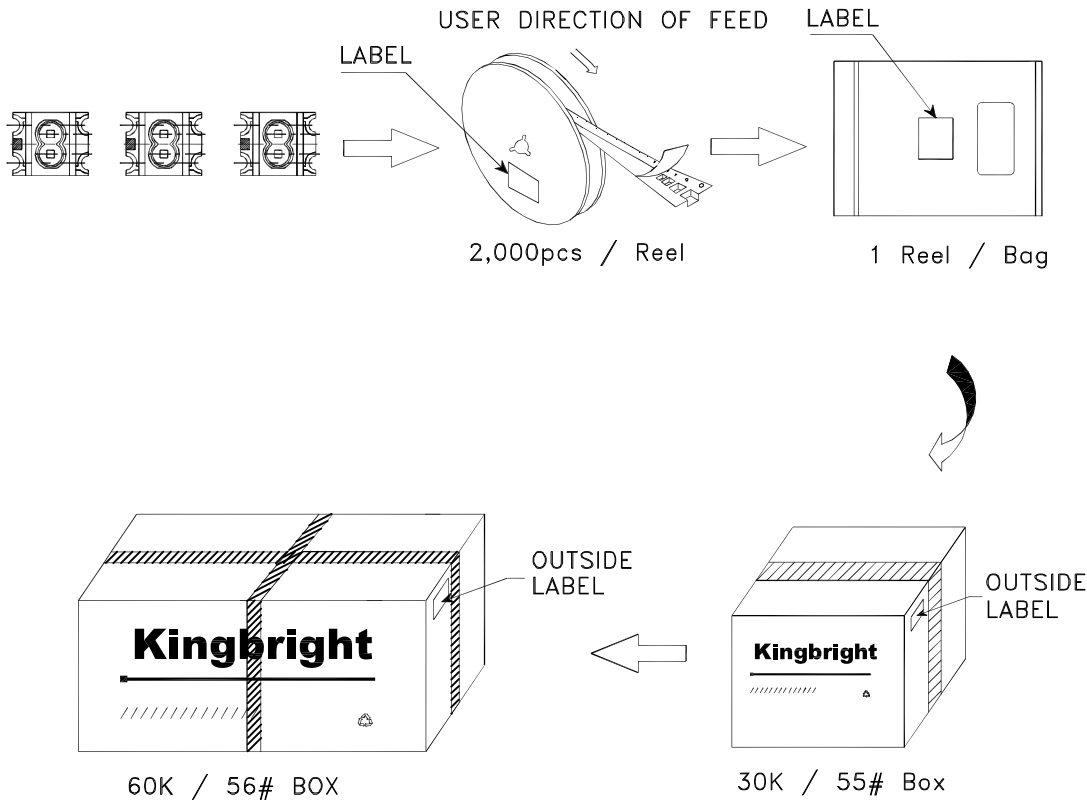 USER DIRECTION OF FEED
LABEL
LABEL
2,000pcs / Reel
1 Reel / Bag
OUTSIDE
LABEL
OUTSIDE
LABEL
Kingbright
Kingbright
60K / 56# BOX
30K / 55# Box